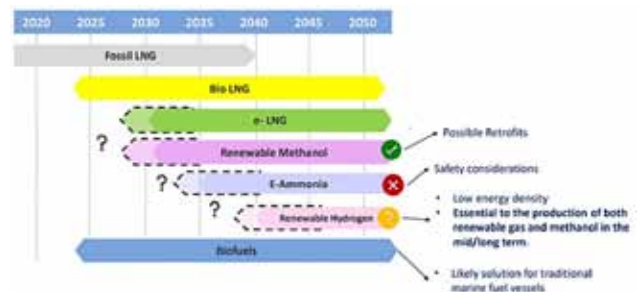 2020 2025 2030 2035 2040 2045 2050
Fossil LNG
Bio LNG
e- LNG
?
Renewable Methanol
Possible Retrofits
?
E-Ammonia
Safety considerations
?
Renewable Hydrogen
?
• Low energy density
• Essential to the production of both
renewable gas and methanol in the
mid/long term.
Biofuels
• Likely solution for traditional
marine fuel vessels